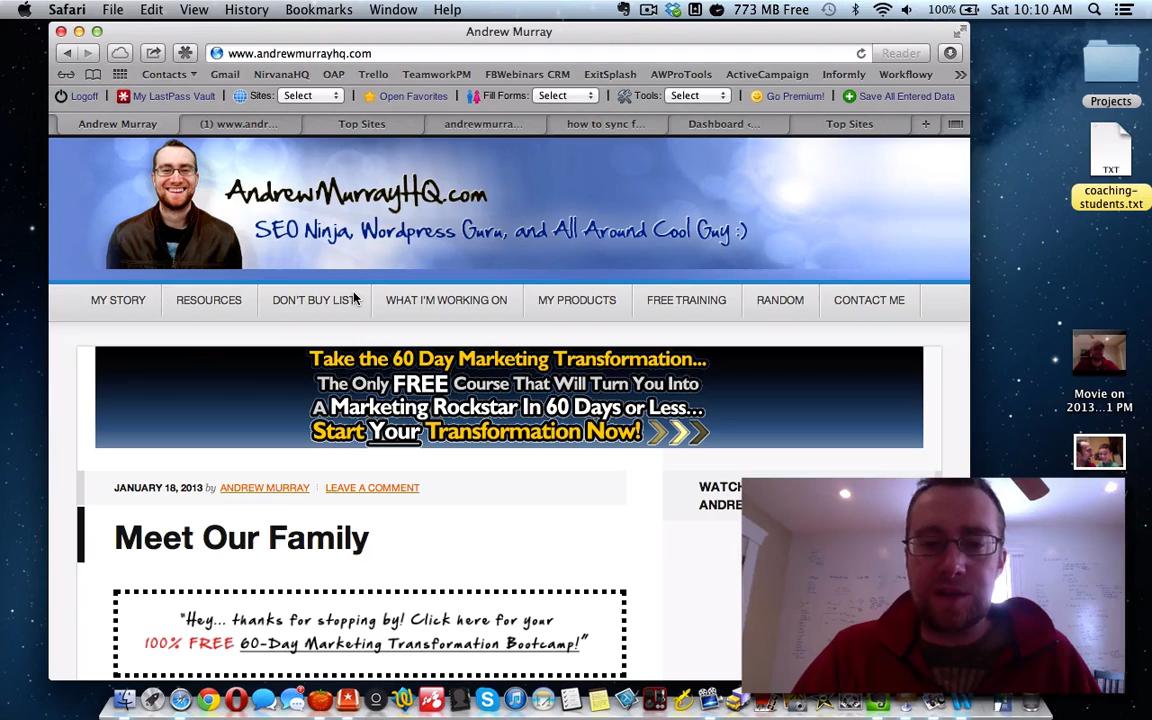 Safari File Edit View History Bookmarks Window Help 773 MB Free 100% Sat 10:10 AM
Andrew Murray
www.andrewmurrayhq.com Reader
Contacts Gmail NirvanaHQ OAP Trello TeamworkPM FBWebinars CRM ExitSplash AWProTools ActiveCampaign Informly Workflowy »
Logoff My LastPass Vault Sites: Select Open Favorites Fill Forms: Select Tools: Select Go Premium! Save All Entered Data
Andrew Murray (1) www.andr... Top Sites andrewmurra... how to sync f... Dashboard <... Top Sites +
AndrewMurrayHQ.com
SEO Ninja, Wordpress Guru, and All Around Cool Guy :)
MY STORY RESOURCES DON'T BUY LIST WHAT I'M WORKING ON MY PRODUCTS FREE TRAINING RANDOM CONTACT ME
Take the 60 Day Marketing Transformation...
The Only FREE Course That Will Turn You Into
A Marketing Rockstar In 60 Days or Less...
Start Your Transformation Now!
JANUARY 18, 2013 by ANDREW MURRAY LEAVE A COMMENT
Meet Our Family
"Hey... thanks for stopping by! Click here for your
100% FREE 60-Day Marketing Transformation Bootcamp!"
WATCH
ANDRE
Projects
TXT
coaching-
students.txt
Movie on
2013...1 PM